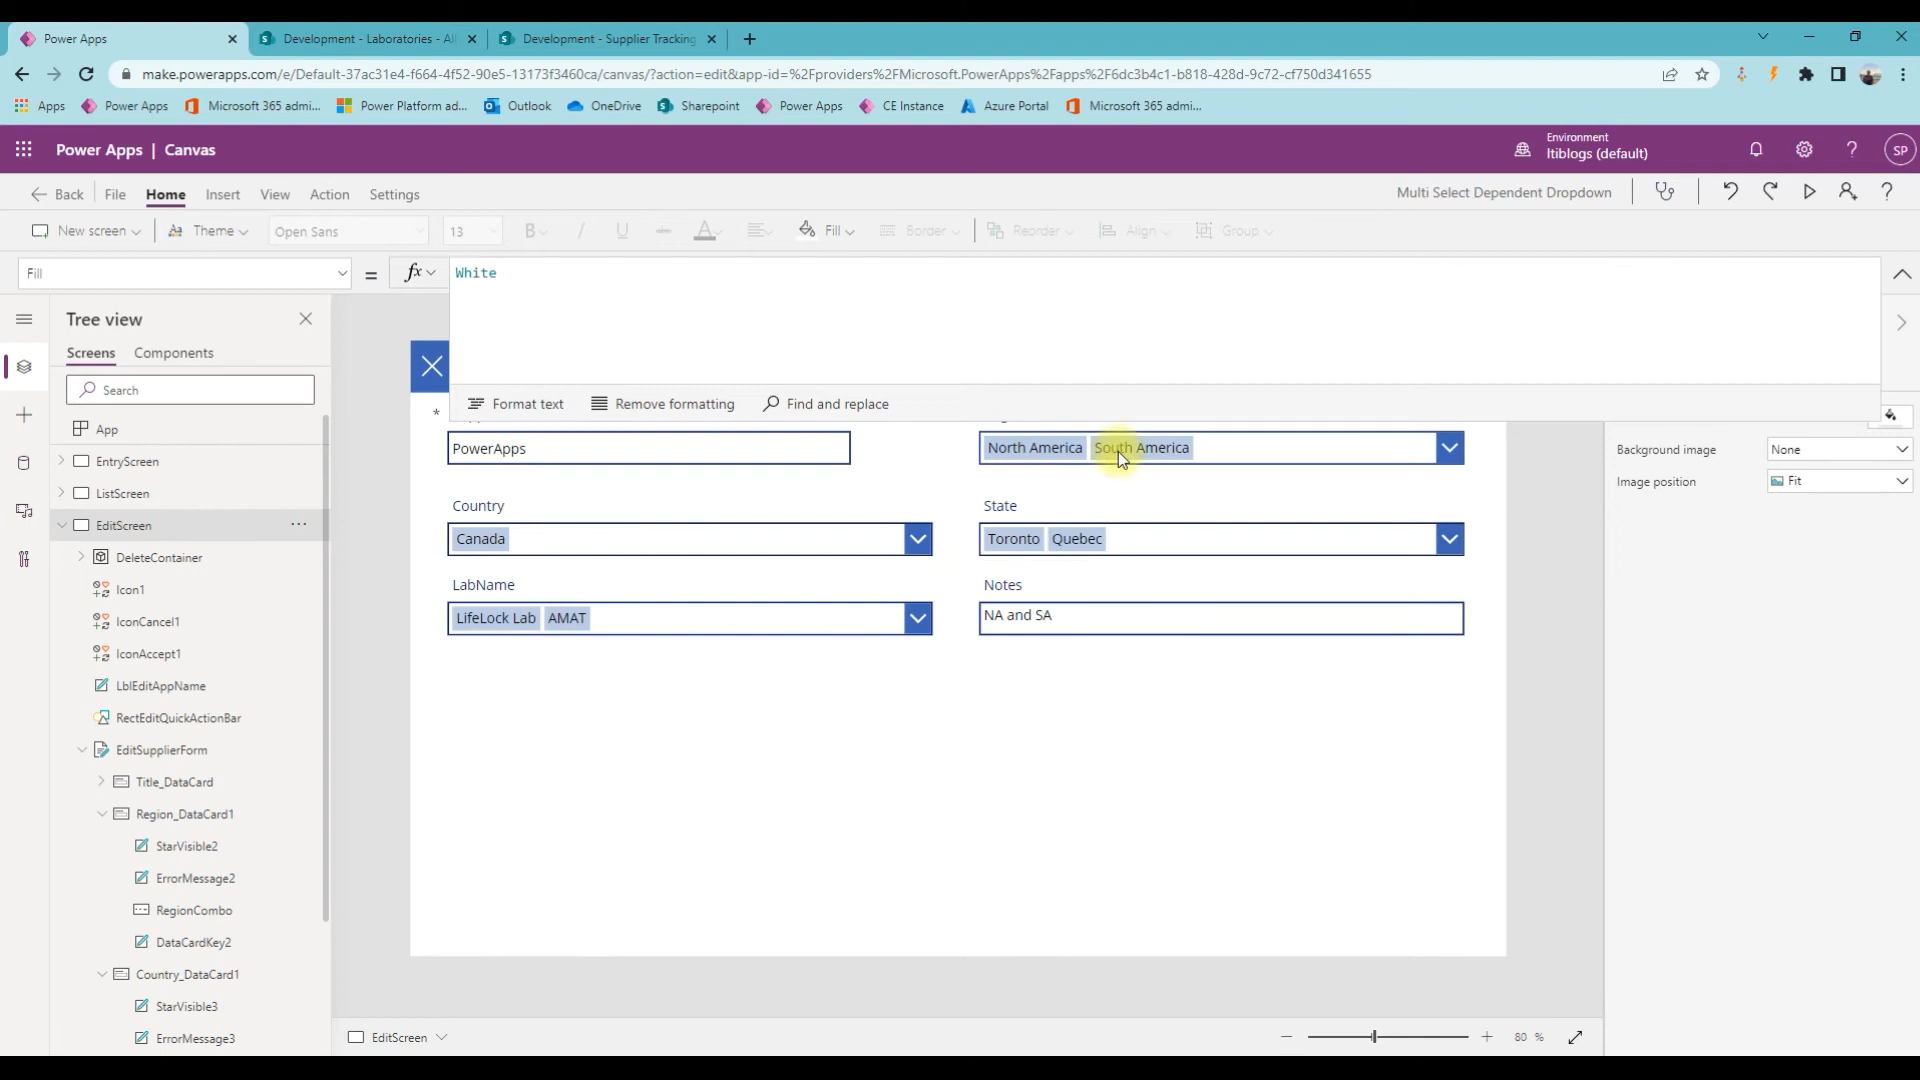 Power Apps
Development - Laboratories - All
Development - Supplier Tracking
make.powerapps.com/e/Default-37ac31e4-f664-4f52-90e5-13173f3460ca/canvas/?action=edit&app-id=%2Fproviders%2FMicrosoft.PowerApps%2Fapps%2F6dc3b4c1-b818-428d-9c72-cf750d341655
Apps
Power Apps
Microsoft 365 admi...
Power Platform ad...
Outlook
OneDrive
Sharepoint
Power Apps
CE Instance
Azure Portal
Microsoft 365 admi...
Power Apps | Canvas
Environment
ltiblogs (default)
SP
Back
File
Home
Insert
View
Action
Settings
Multi Select Dependent Dropdown
New screen
Theme
Open Sans
13
B
Fill
Border
Reorder
Align
Group
Fill
=
fx
White
Format text
Remove formatting
Find and replace
Tree view
Screens
Components
Search
App
EntryScreen
ListScreen
EditScreen
DeleteContainer
Icon1
IconCancel1
IconAccept1
LblEditAppName
RectEditQuickActionBar
EditSupplierForm
Title_DataCard
Region_DataCard1
StarVisible2
ErrorMessage2
RegionCombo
DataCardKey2
Country_DataCard1
StarVisible3
ErrorMessage3
*
PowerApps
North America South America
Country
State
Canada
Toronto Quebec
LabName
Notes
LifeLock Lab AMAT
NA and SA
Background image
None
Image position
Fit
EditScreen
80 %